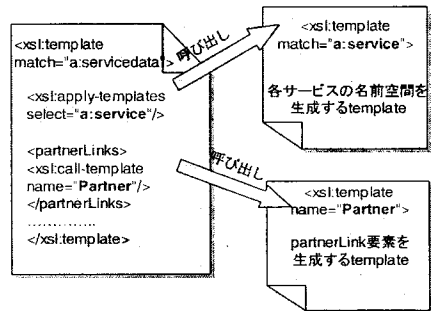 <xsl:template
match="a:servicedata">
<xsl:apply-templates
select="a:service"/>
<partnerLinks>
<xsl:call-template
name="Partner"/>
</partnerLinks>
...............
</xsl:template>
呼び出し
<xsl:template
match="a:service">
各サービスの名前空間を
生成するtemplate
呼び出し
<xsl:template
name="Partner">
partnerLink要素を
生成するtemplate